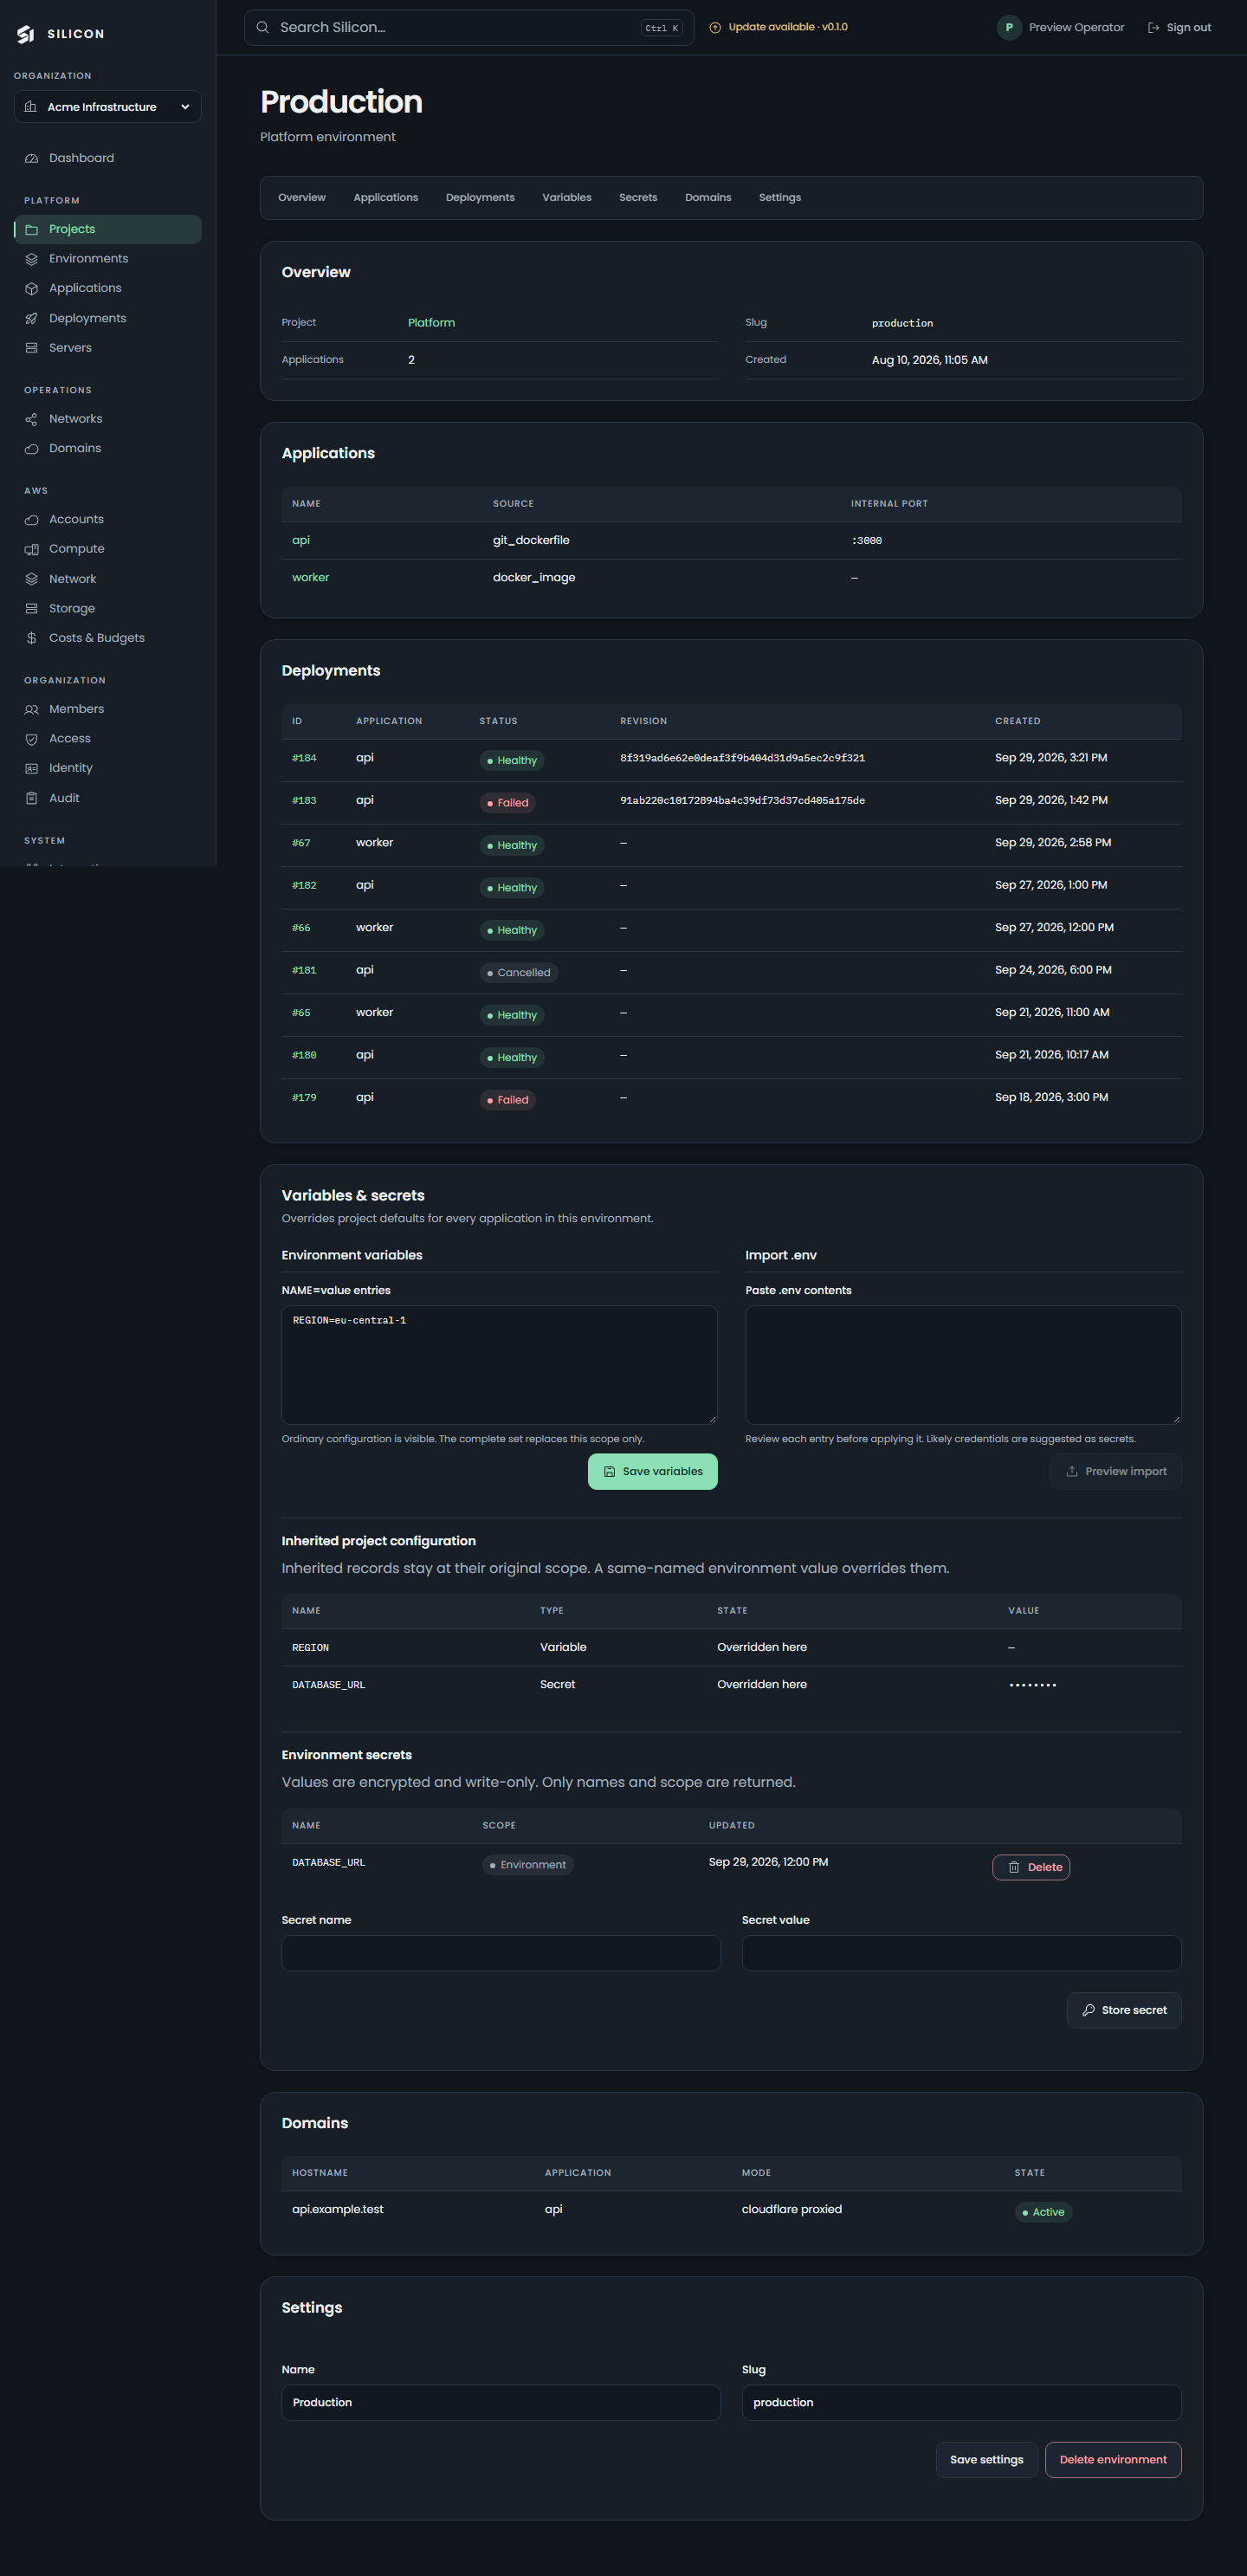 SILICON
Search Silicon...
Ctrl K
Update available · v0.1.0
P
Preview Operator
Sign out
ORGANIZATION
Acme Infrastructure
Dashboard
PLATFORM
Projects
Environments
Applications
Deployments
Servers
OPERATIONS
Networks
Domains
AWS
Accounts
Compute
Network
Storage
Costs & Budgets
ORGANIZATION
Members
Access
Identity
Audit
SYSTEM
Production
Platform environment
Overview Applications Deployments Variables Secrets Domains Settings
Overview
Project Platform Slug production
Applications 2 Created Aug 10, 2026, 11:05 AM
Applications
NAME SOURCE INTERNAL PORT
api git_dockerfile :3000
worker docker_image —
Deployments
ID APPLICATION STATUS REVISION CREATED
#184 api Healthy 8f319ad6e62e0deaf3f9b404d31d9a5ec2c9f321 Sep 29, 2026, 3:21 PM
#183 api Failed 91ab220c10172894ba4c39df73d37cd405a175de Sep 29, 2026, 1:42 PM
#67 worker Healthy — Sep 29, 2026, 2:58 PM
#182 api Healthy — Sep 27, 2026, 1:00 PM
#66 worker Healthy — Sep 27, 2026, 12:00 PM
#181 api Cancelled — Sep 24, 2026, 6:00 PM
#65 worker Healthy — Sep 21, 2026, 11:00 AM
#180 api Healthy — Sep 21, 2026, 10:17 AM
#179 api Failed — Sep 18, 2026, 3:00 PM
Variables & secrets
Overrides project defaults for every application in this environment.
Environment variables
NAME=value entries
REGION=eu-central-1
Ordinary configuration is visible. The complete set replaces this scope only.
Save variables
Import .env
Paste .env contents
Review each entry before applying it. Likely credentials are suggested as secrets.
Preview import
Inherited project configuration
Inherited records stay at their original scope. A same-named environment value overrides them.
NAME TYPE STATE VALUE
REGION Variable Overridden here —
DATABASE_URL Secret Overridden here ••••••••
Environment secrets
Values are encrypted and write-only. Only names and scope are returned.
NAME SCOPE UPDATED
DATABASE_URL Environment Sep 29, 2026, 12:00 PM Delete
Secret name Secret value
Store secret
Domains
HOSTNAME APPLICATION MODE STATE
api.example.test api cloudflare proxied Active
Settings
Name Slug
Production production
Save settings Delete environment